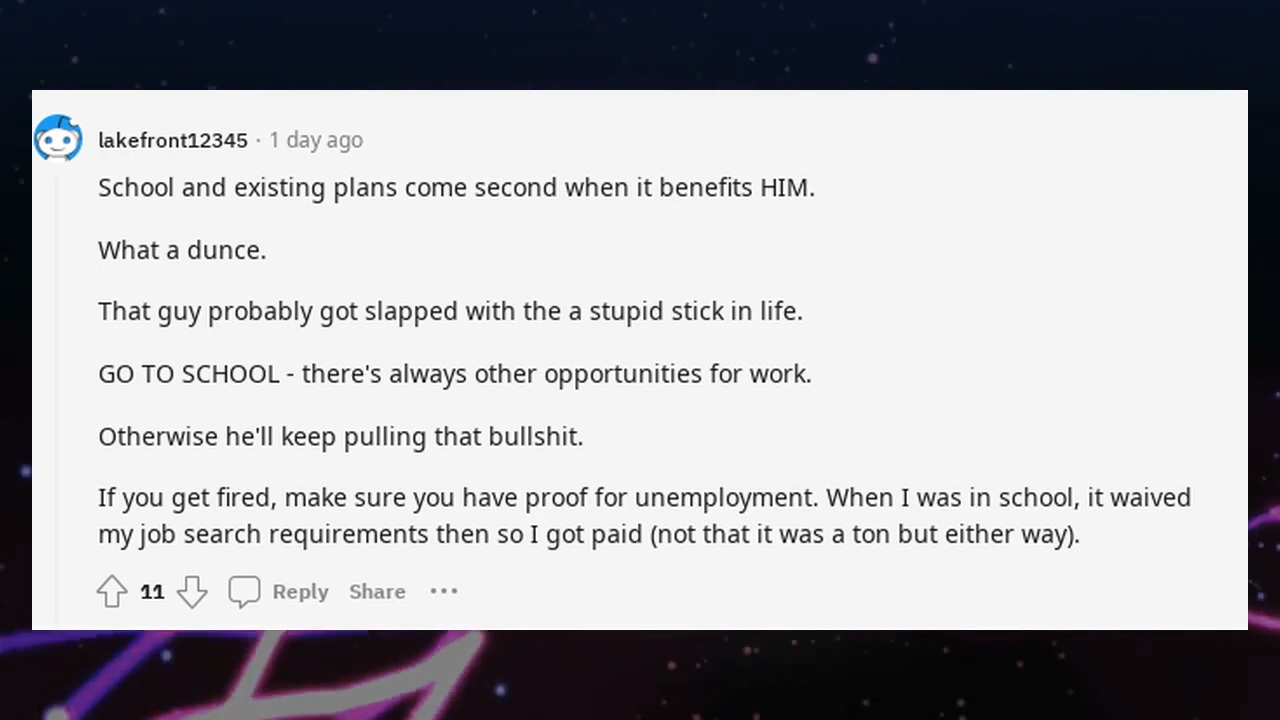 lakefront12345 · 1 day ago
School and existing plans come second when it benefits HIM.
What a dunce.
That guy probably got slapped with the a stupid stick in life.
GO TO SCHOOL - there's always other opportunities for work.
Otherwise he'll keep pulling that bullshit.
If you get fired, make sure you have proof for unemployment. When I was in school, it waived
my job search requirements then so I got paid (not that it was a ton but either way).
11 Reply Share •••